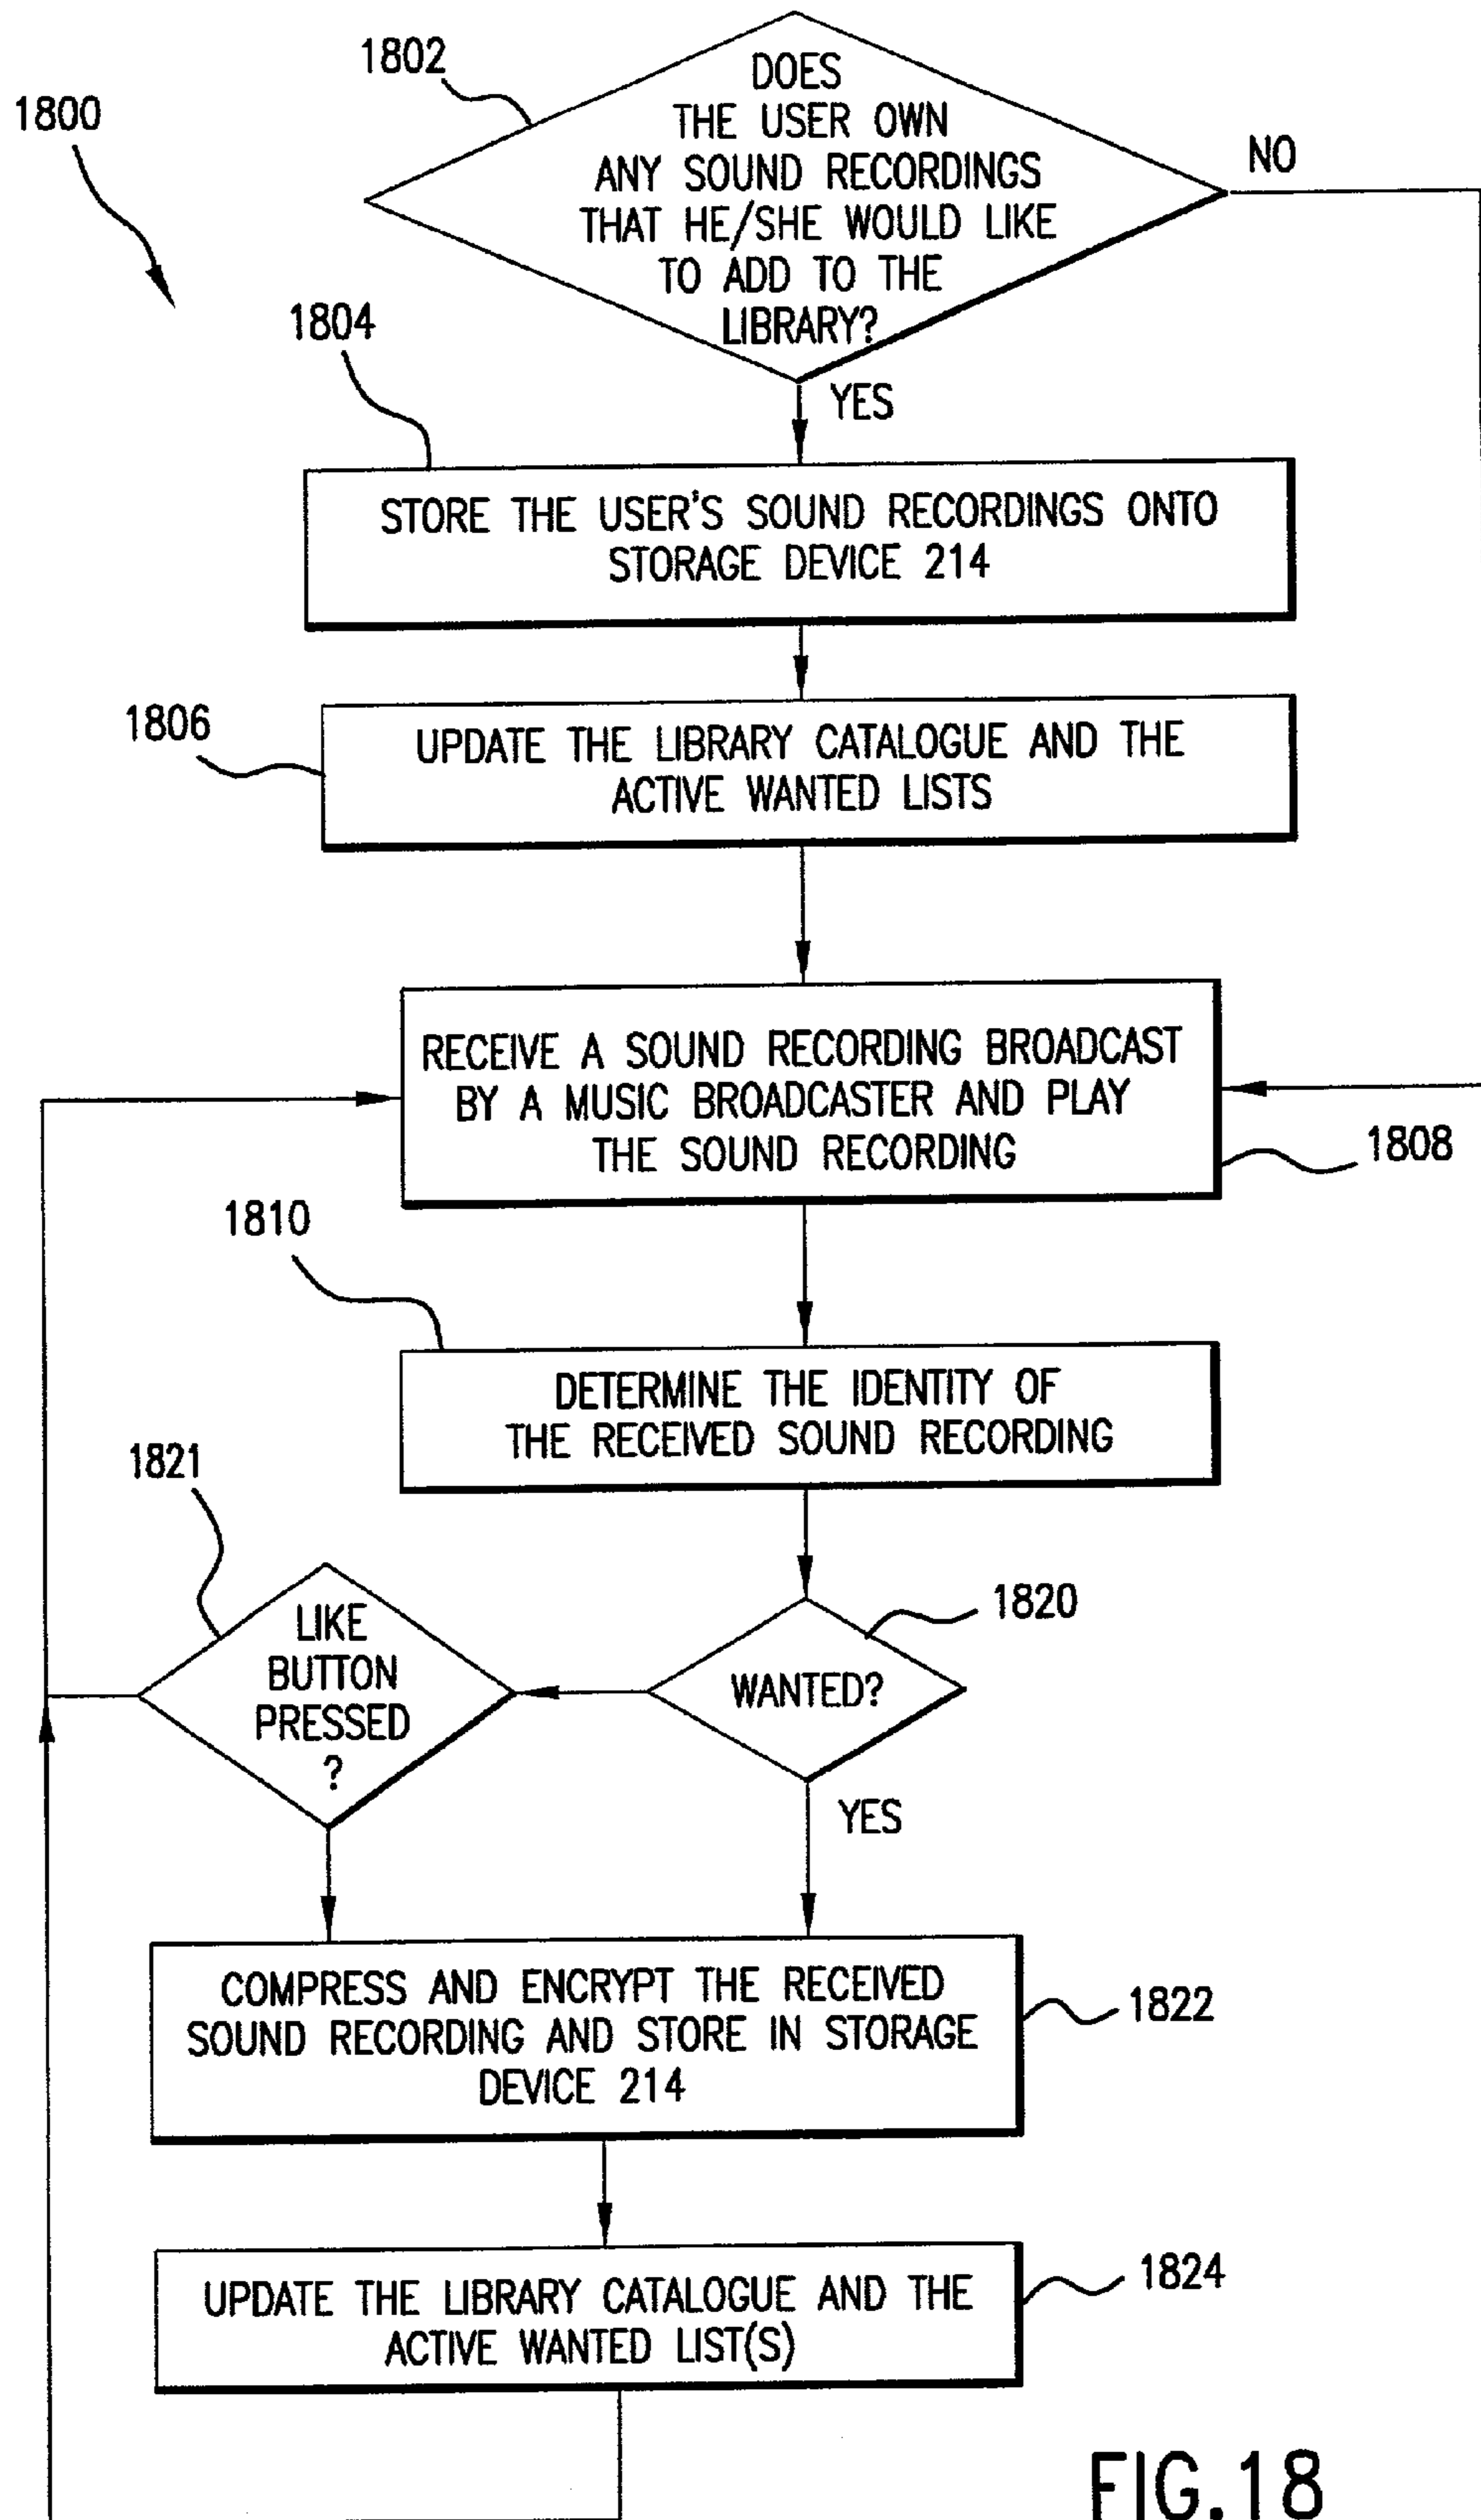 1802
1800
DOES
THE USER OWN
ANY SOUND RECORDINGS
THAT HE/SHE WOULD LIKE
TO ADD TO THE
LIBRARY?
NO
1804
YES
STORE THE USER'S SOUND RECORDINGS ONTO
STORAGE DEVICE 214
1806
UPDATE THE LIBRARY CATALOGUE AND THE
ACTIVE WANTED LISTS
RECEIVE A SOUND RECORDING BROADCAST
BY A MUSIC BROADCASTER AND PLAY
THE SOUND RECORDING
1808
1810
DETERMINE THE IDENTITY OF
THE RECEIVED SOUND RECORDING
1821
LIKE
BUTTON
PRESSED
?
1820
WANTED?
YES
COMPRESS AND ENCRYPT THE RECEIVED
SOUND RECORDING AND STORE IN STORAGE
DEVICE 214
1822
UPDATE THE LIBRARY CATALOGUE AND THE
ACTIVE WANTED LIST(S)
1824
FIG.18